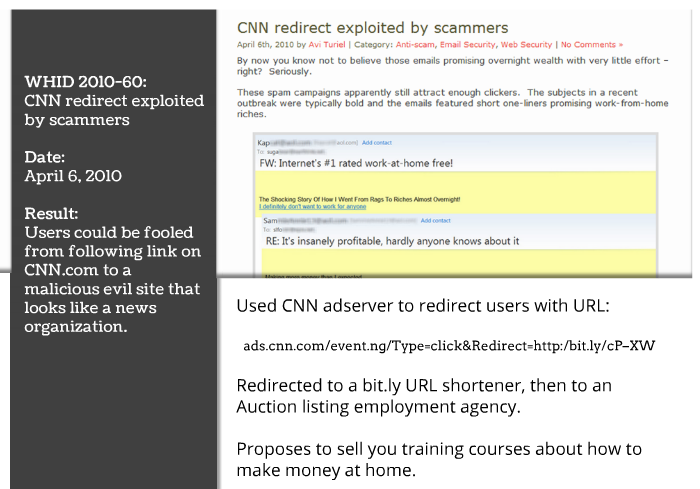 WHID 2010-60:
CNN redirect exploited
by scammers
Date:
April 6, 2010
Result:
Users could be fooled
from following link on
CNN.com to a
malicious evil site that
looks like a news
organization.
CNN redirect exploited by scammers
April 6th, 2010 by Avi Turiel | Category: Anti-scam, Email Security, Web Security | No Comments »
By now you know not to believe those emails promising overnight wealth with very little effort –
right? Seriously.
These spam campaigns apparently still attract enough clickers. The subjects in a recent
outbreak were typically bold and the emails featured short one-liners promising work-from-home
riches.
Kap Add contact
To: suga
FW: Internet's #1 rated work-at-home free!
The Shocking Story Of How I Went From Rags To Riches Almost Overnight!
I definitely don't want to work for anyone
Sam Add contact
To: sfo
RE: It's insanely profitable, hardly anyone knows about it
Making more money than I expected
Used CNN adserver to redirect users with URL:
ads.cnn.com/event.ng/Type=click&Redirect=http:/bit.ly/cP–XW
Redirected to a bit.ly URL shortener, then to an
Auction listing employment agency.
Proposes to sell you training courses about how to
make money at home.